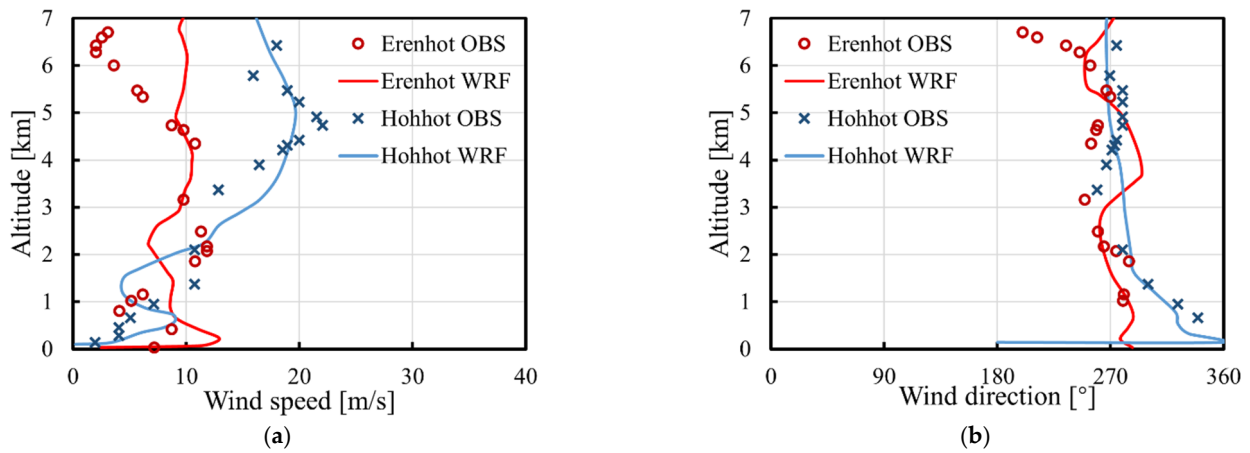 7
6
5
4
3
2
1
0
Altitude [km]
Erenhot OBS
Erenhot WRF
Hohhot OBS
Hohhot WRF
0 10 20 30 40
Wind speed [m/s]
(a)
7
6
5
4
3
2
1
0
Altitude [km]
Erenhot OBS
Erenhot WRF
Hohhot OBS
Hohhot WRF
0 90 180 270 360
Wind direction [°]
(b)